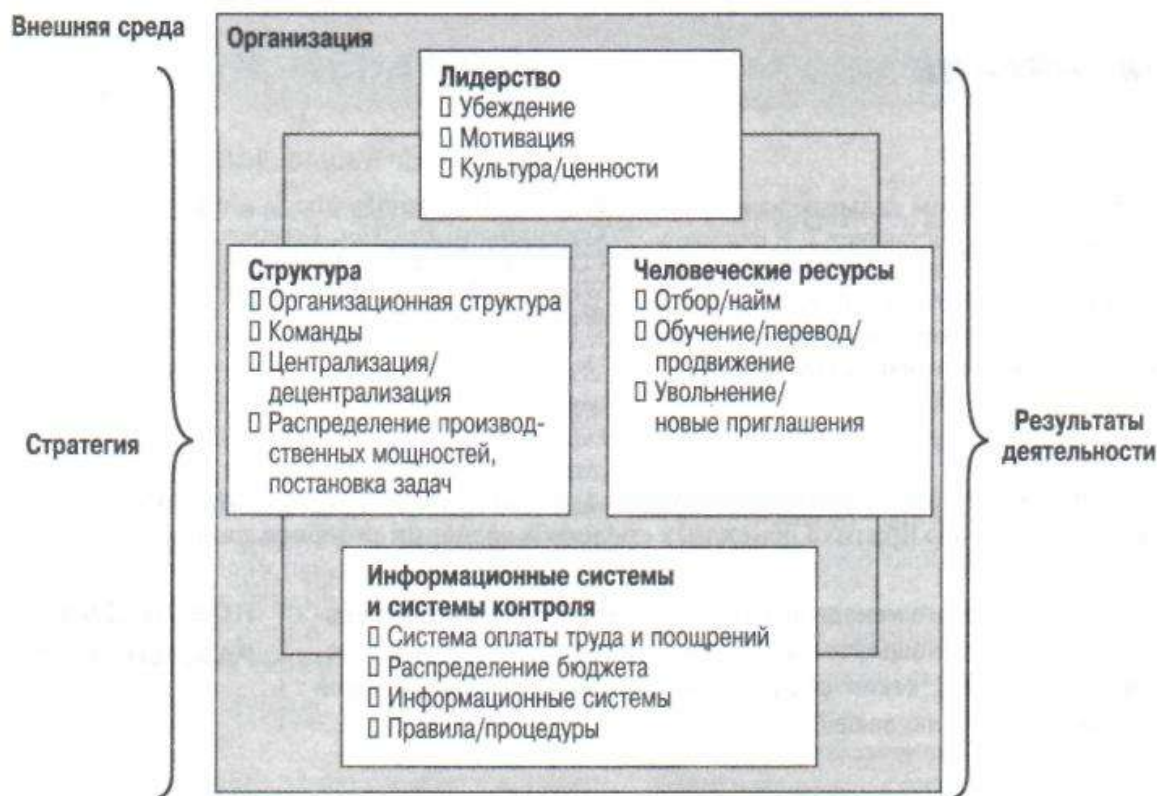 Внешняя среда
Организация
Лидерство
Убеждение
Мотивация
Культура/ценности
Структура
Организационная структура
Команды
Централизация/
децентрализация
Распределение производ-
ственных мощностей,
постановка задач
Человеческие ресурсы
Отбор/найм
Обучение/перевод/
продвижение
Увольнение/
новые приглашения
Стратегия
Результаты
деятельности
Информационные системы
и системы контроля
Система оплаты труда и поощрений
Распределение бюджета
Информационные системы
Правила/процедуры